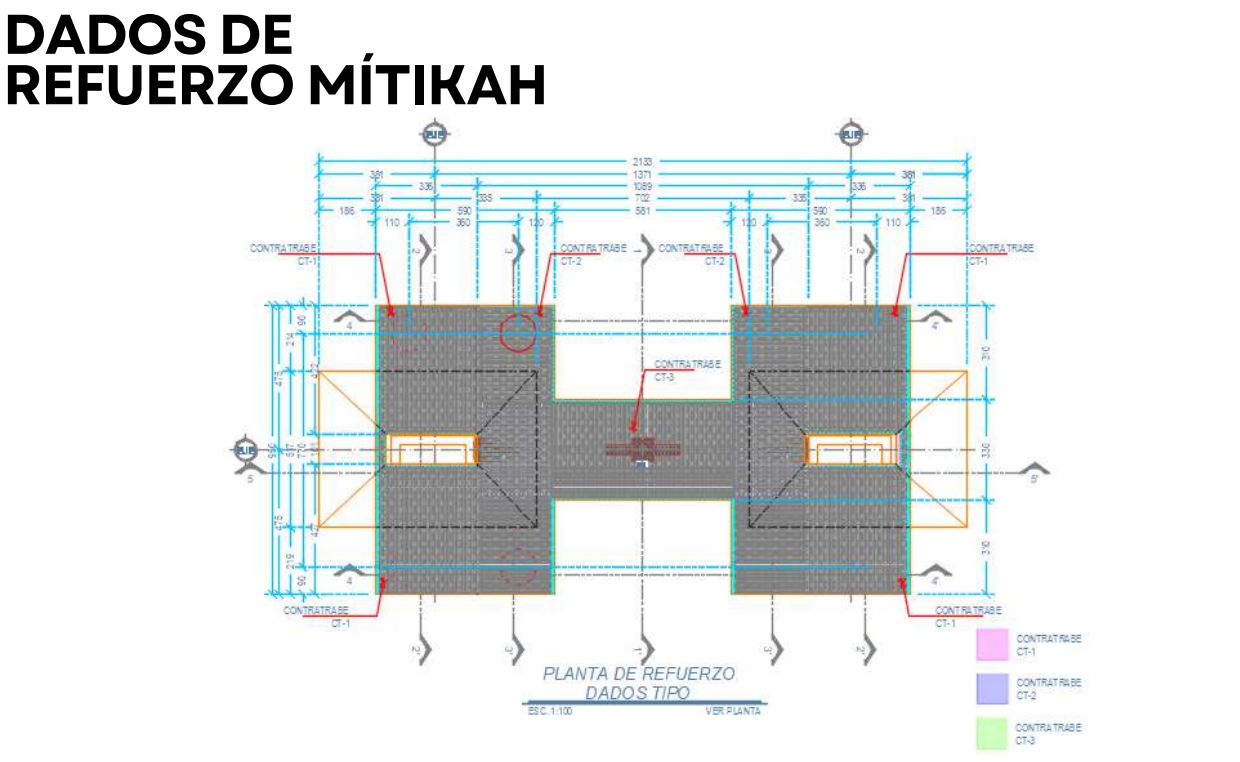 DADOS DE
REFUERZO MÍTIKAH
2133
381 1371 381
336 1089 336
381 335 702 335 381
186 590 581 590 186
110 360 120 120 360 110
CONTRATRABE
CT-1
CONTRATRABE
CT-2
CONTRATRABE
CT-2
CONTRATRABE
CT-1
2 3 1 3 2
4 4'
90
214
475
310
CONTRATRABE
CT-3
330
5 5'
475
219
90
310
4 4'
CONTRATRABE
CT-1
CONTRATRABE
CT-1
2' 3' 1' 3' 2'
PLANTA DE REFUERZO
DADOS TIPO
ESC. 1:100 VER PLANTA
CONTRATRABE
CT-1
CONTRATRABE
CT-2
CONTRATRABE
CT-3